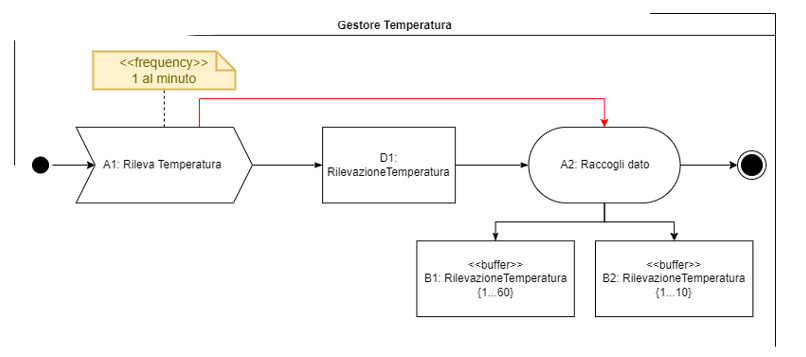 Gestore Temperatura
<<frequency>>
1 al minuto
A1: Rileva Temperatura
D1:
RilevazioneTemperatura
A2: Raccogli dato
<<buffer>>
B1: RilevazioneTemperatura
{1...60}
<<buffer>>
B2: RilevazioneTemperatura
{1...10}